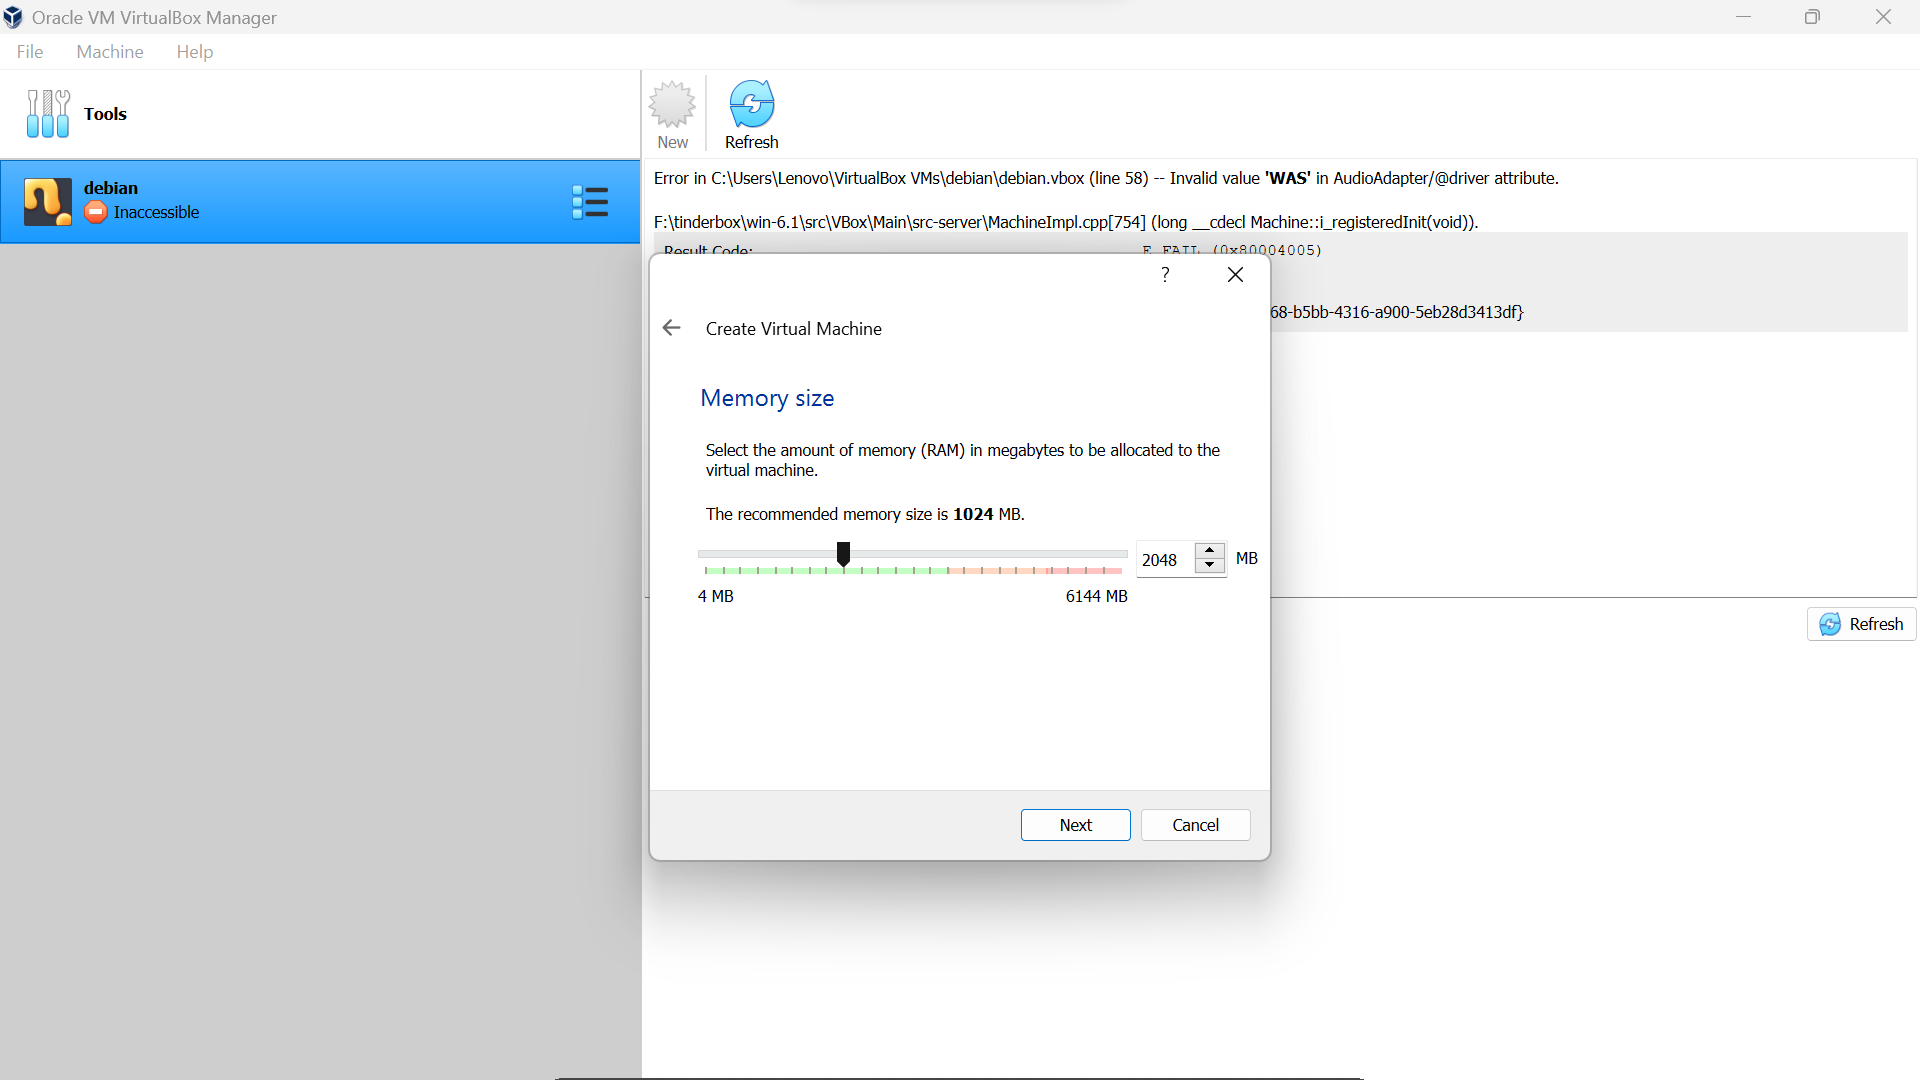 Oracle VM VirtualBox Manager
File Machine Help
Tools
New
Refresh
debian
Inaccessible
Error in C:\Users\Lenovo\VirtualBox VMs\debian\debian.vbox (line 58) -- Invalid value 'WAS' in AudioAdapter/@driver attribute.
F:\tinderbox\win-6.1\src\VBox\Main\src-server\MachineImpl.cpp[754] (long __cdecl Machine::i_registeredInit(void)).
Result Code: E_FAIL (0x80004005)
68-b5bb-4316-a900-5eb28d3413df}
?
Create Virtual Machine
Memory size
Select the amount of memory (RAM) in megabytes to be allocated to the
virtual machine.
The recommended memory size is 1024 MB.
2048 MB
4 MB 6144 MB
Refresh
Next Cancel